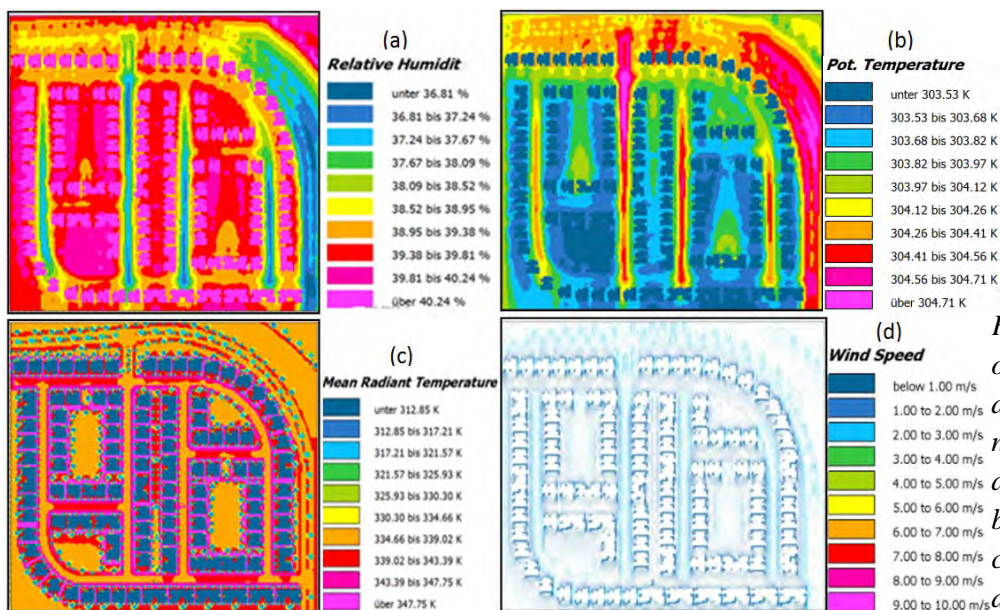 (a)
Relative Humidit
unter 36.81 %
36.81 bis 37.24 %
37.24 bis 37.67 %
37.67 bis 38.09 %
38.09 bis 38.52 %
38.52 bis 38.95 %
38.95 bis 39.38 %
39.38 bis 39.81 %
39.81 bis 40.24 %
über 40.24 %
(b)
Pot. Temperature
unter 303.53 K
303.53 bis 303.68 K
303.68 bis 303.82 K
303.82 bis 303.97 K
303.97 bis 304.12 K
304.12 bis 304.26 K
304.26 bis 304.41 K
304.41 bis 304.56 K
304.56 bis 304.71 K
über 304.71 K
(c)
Mean Radiant Temperature
unter 312.85 K
312.85 bis 317.21 K
317.21 bis 321.57 K
321.57 bis 325.93 K
325.93 bis 330.30 K
330.30 bis 334.66 K
334.66 bis 339.02 K
339.02 bis 343.39 K
343.39 bis 347.75 K
über 347.75 K
(d)
Wind Speed
below 1.00 m/s
1.00 to 2.00 m/s
2.00 to 3.00 m/s
3.00 to 4.00 m/s
4.00 to 5.00 m/s
5.00 to 6.00 m/s
6.00 to 7.00 m/s
7.00 to 8.00 m/s
8.00 to 9.00 m/s
9.00 to 10.00 m/s